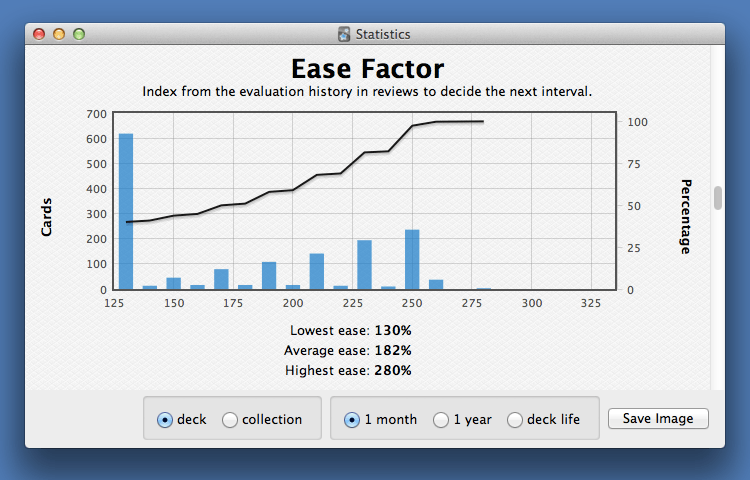 Statistics
Ease Factor
Index from the evaluation history in reviews to decide the next interval.
700
600
500
400
300
200
100
0
Cards
100
75
50
25
0
Percentage
125 150 175 200 225 250 275 300 325
Lowest ease: 130%
Average ease: 182%
Highest ease: 280%
deck collection 1 month 1 year deck life Save Image